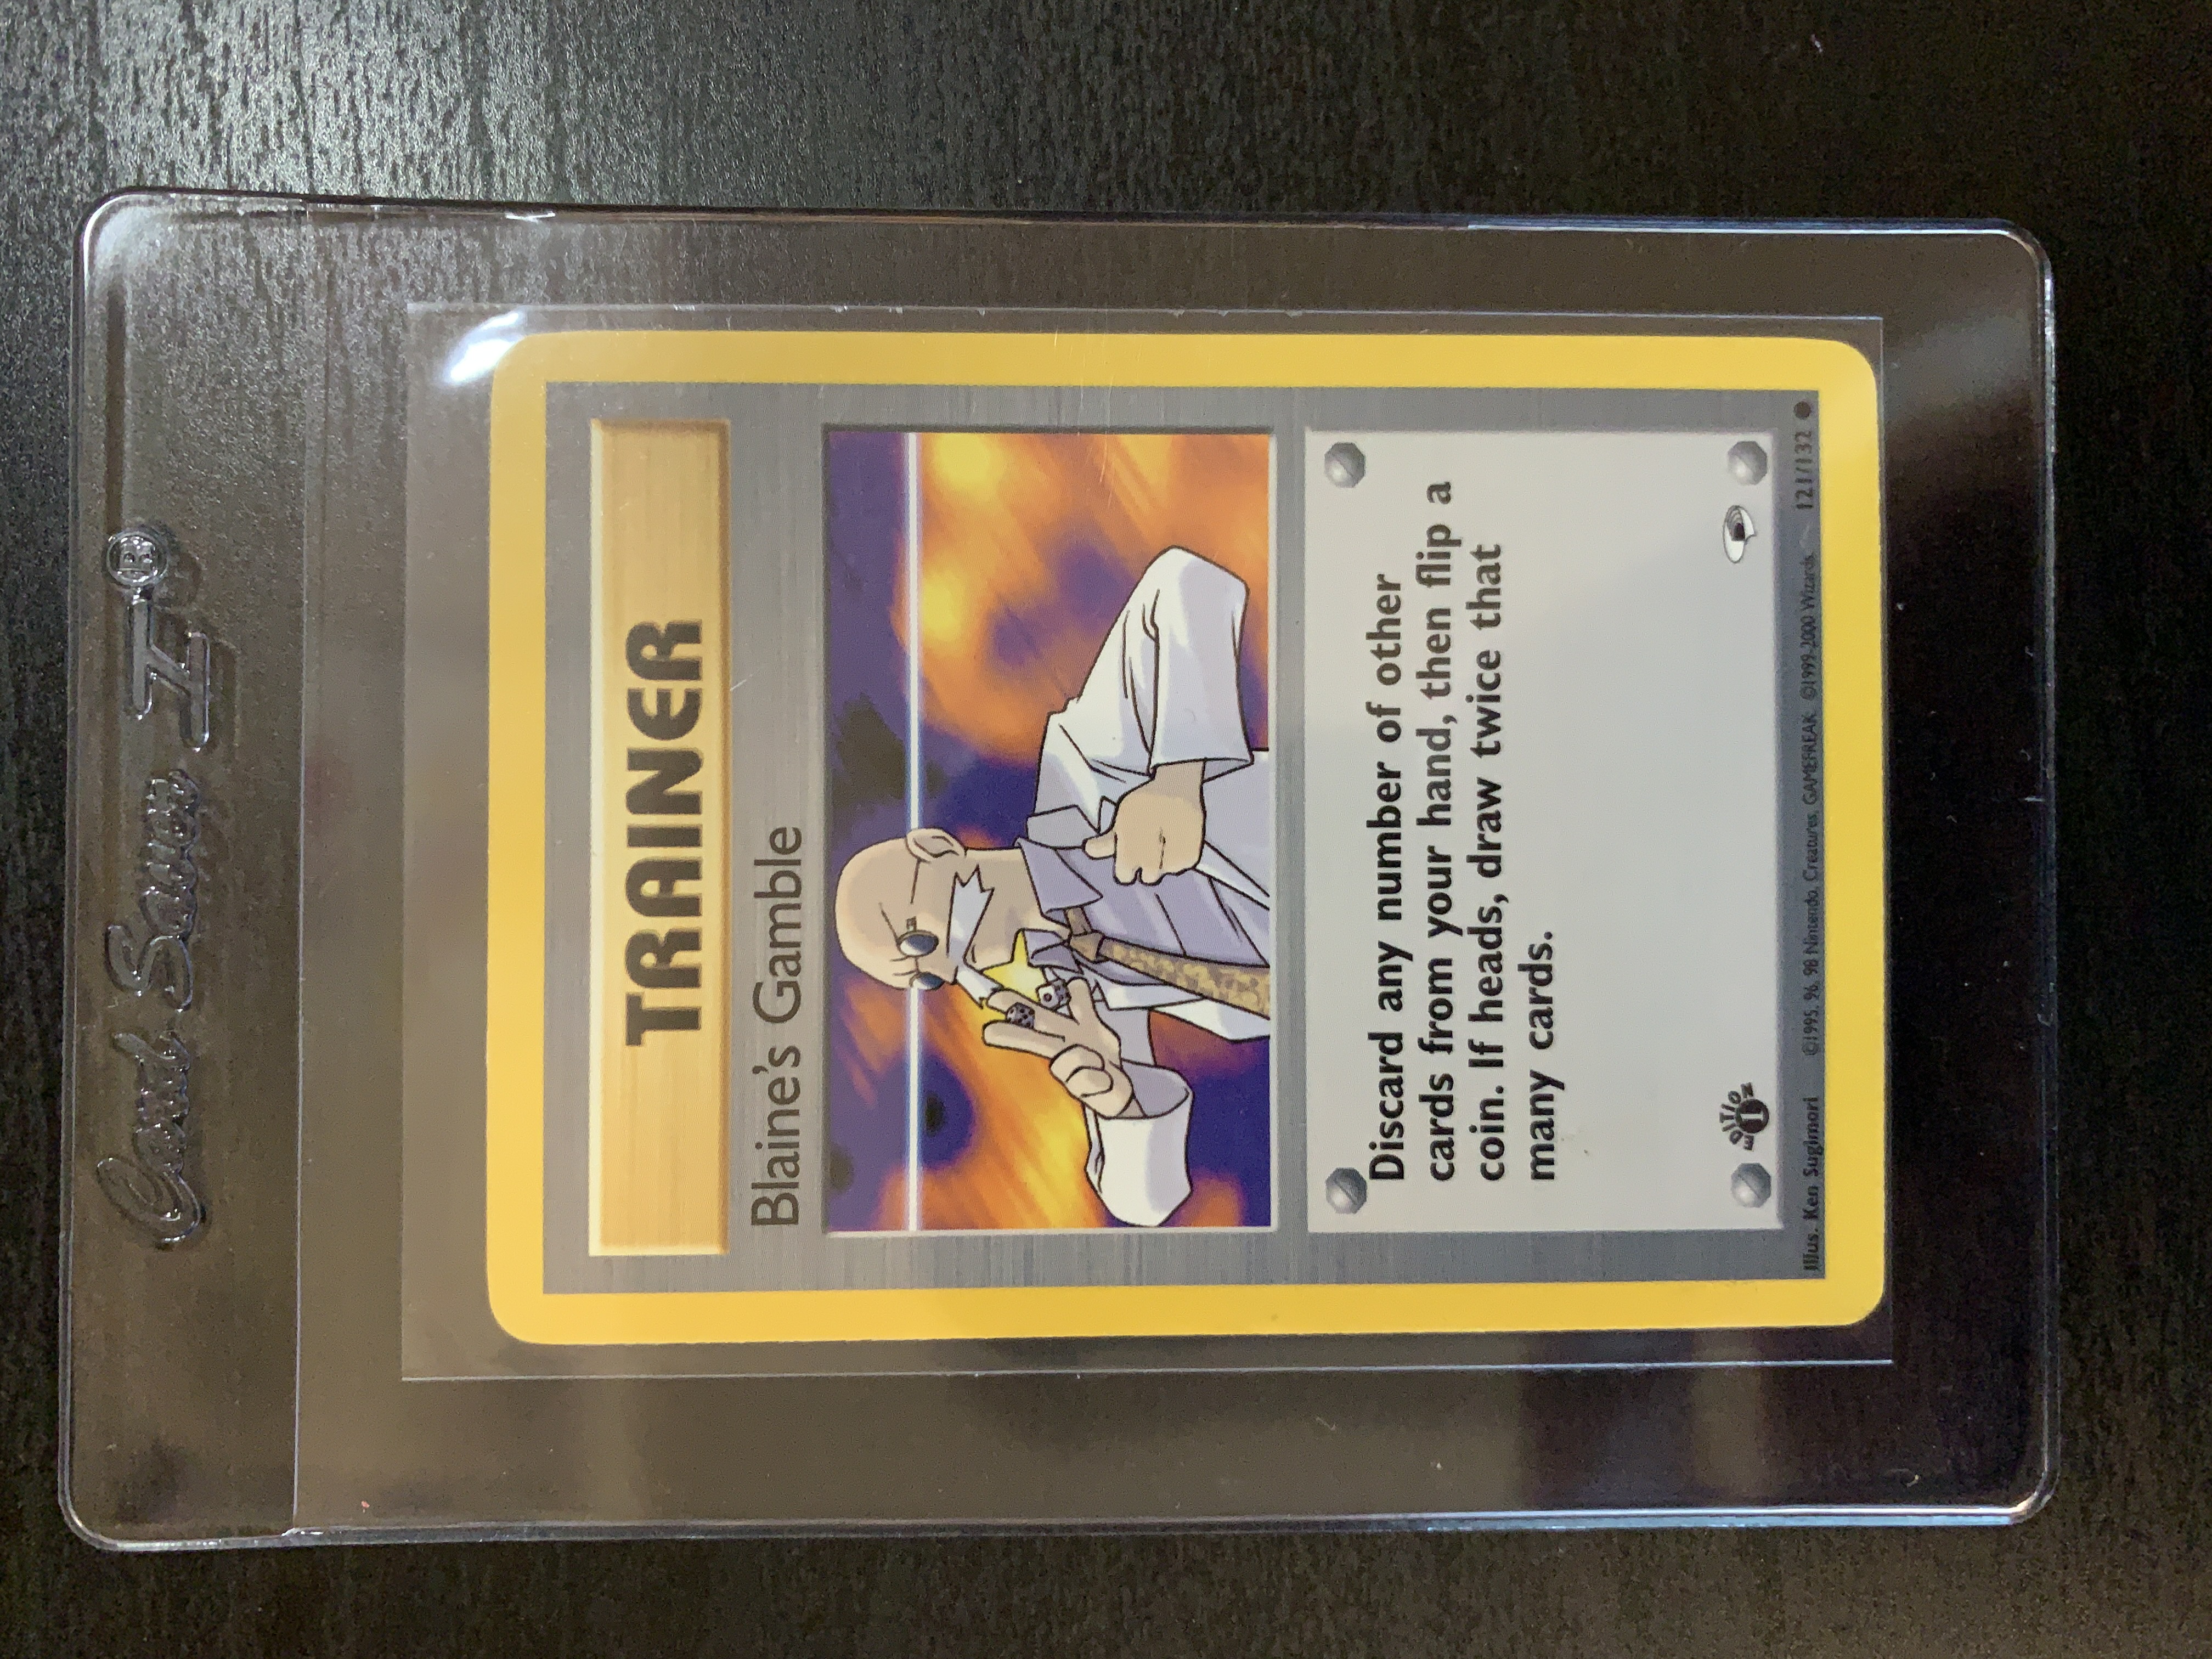 Card Saver I®
TRAINER
Blaine's Gamble
Discard any number of other
cards from your hand, then flip a
coin. If heads, draw twice that
many cards.
EDITION
1
Illus. Ken Sugimori ©1995, 96, 98 Nintendo, Creatures, GAMEFREAK. ©1999-2000 Wizards. 121/132 ●